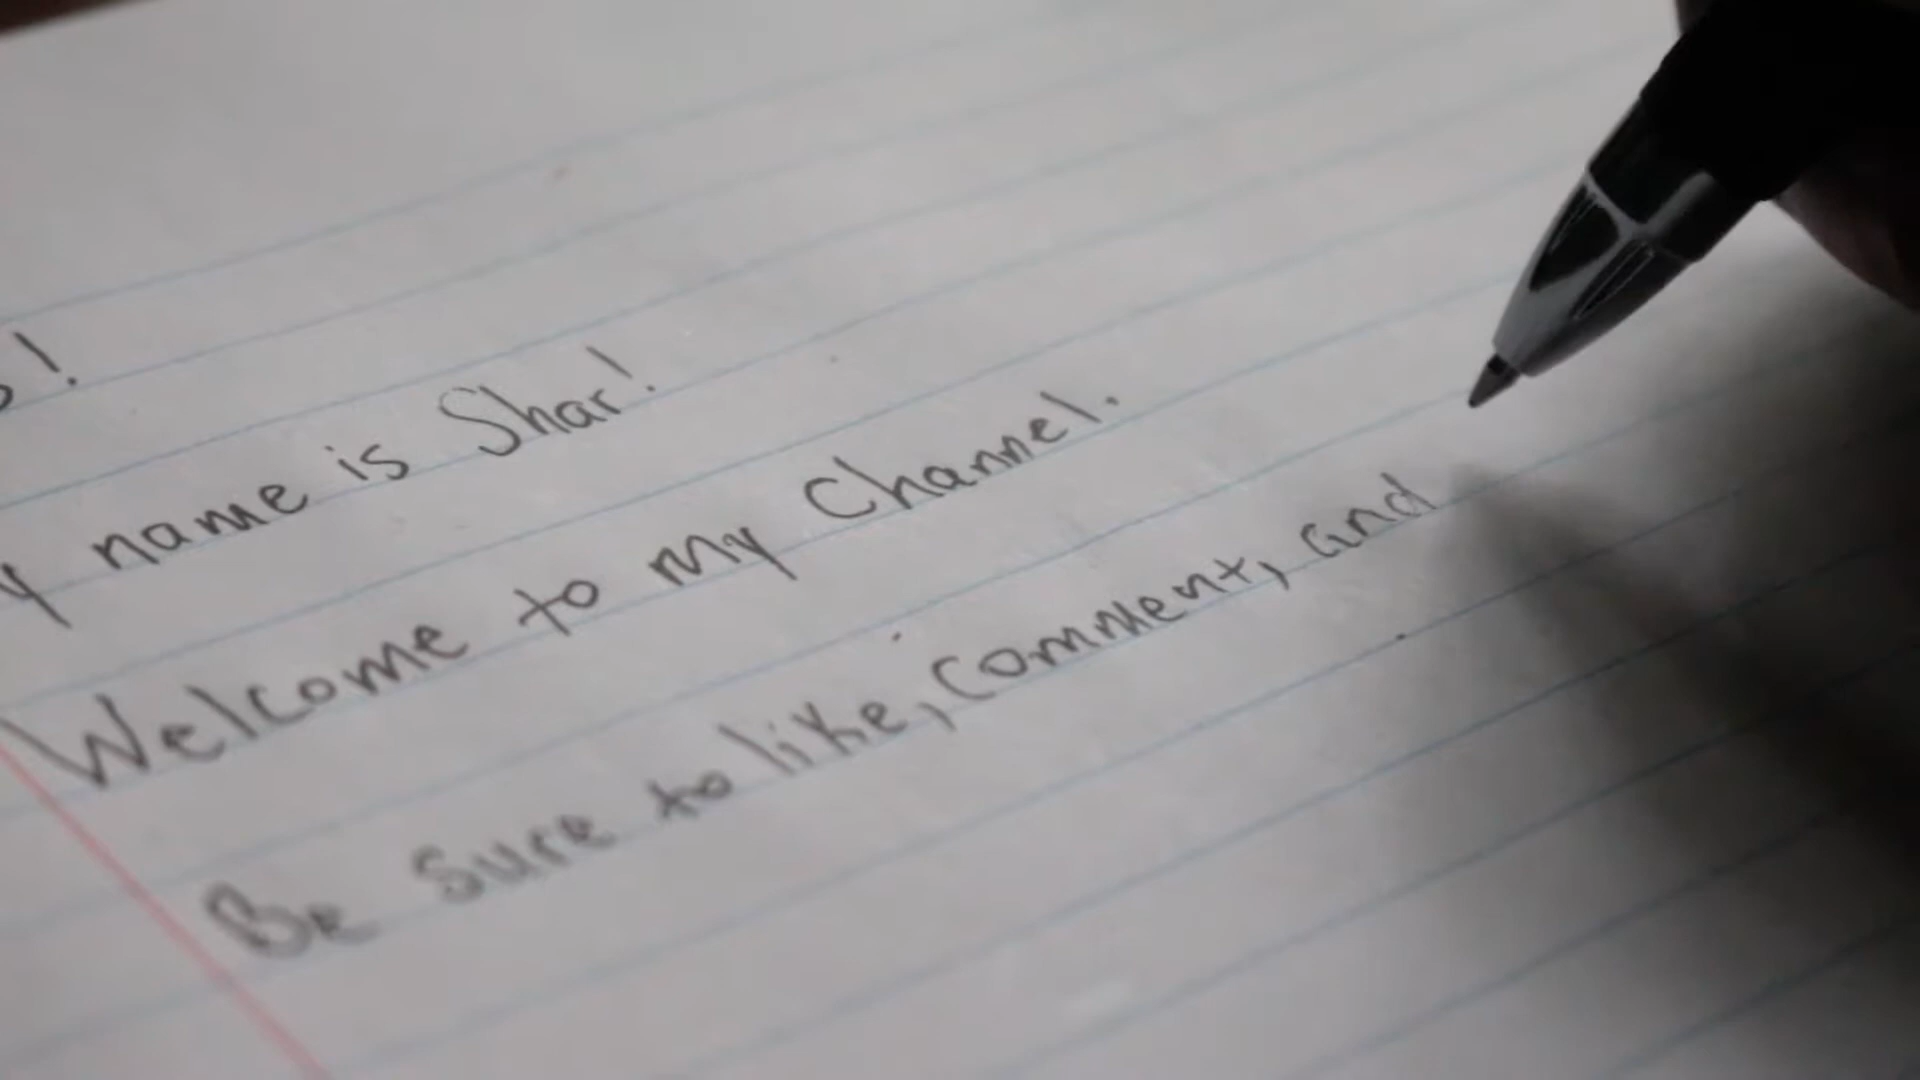 !
name is Shar!
Welcome to my Channel.
Be Sure to like, Comment, and